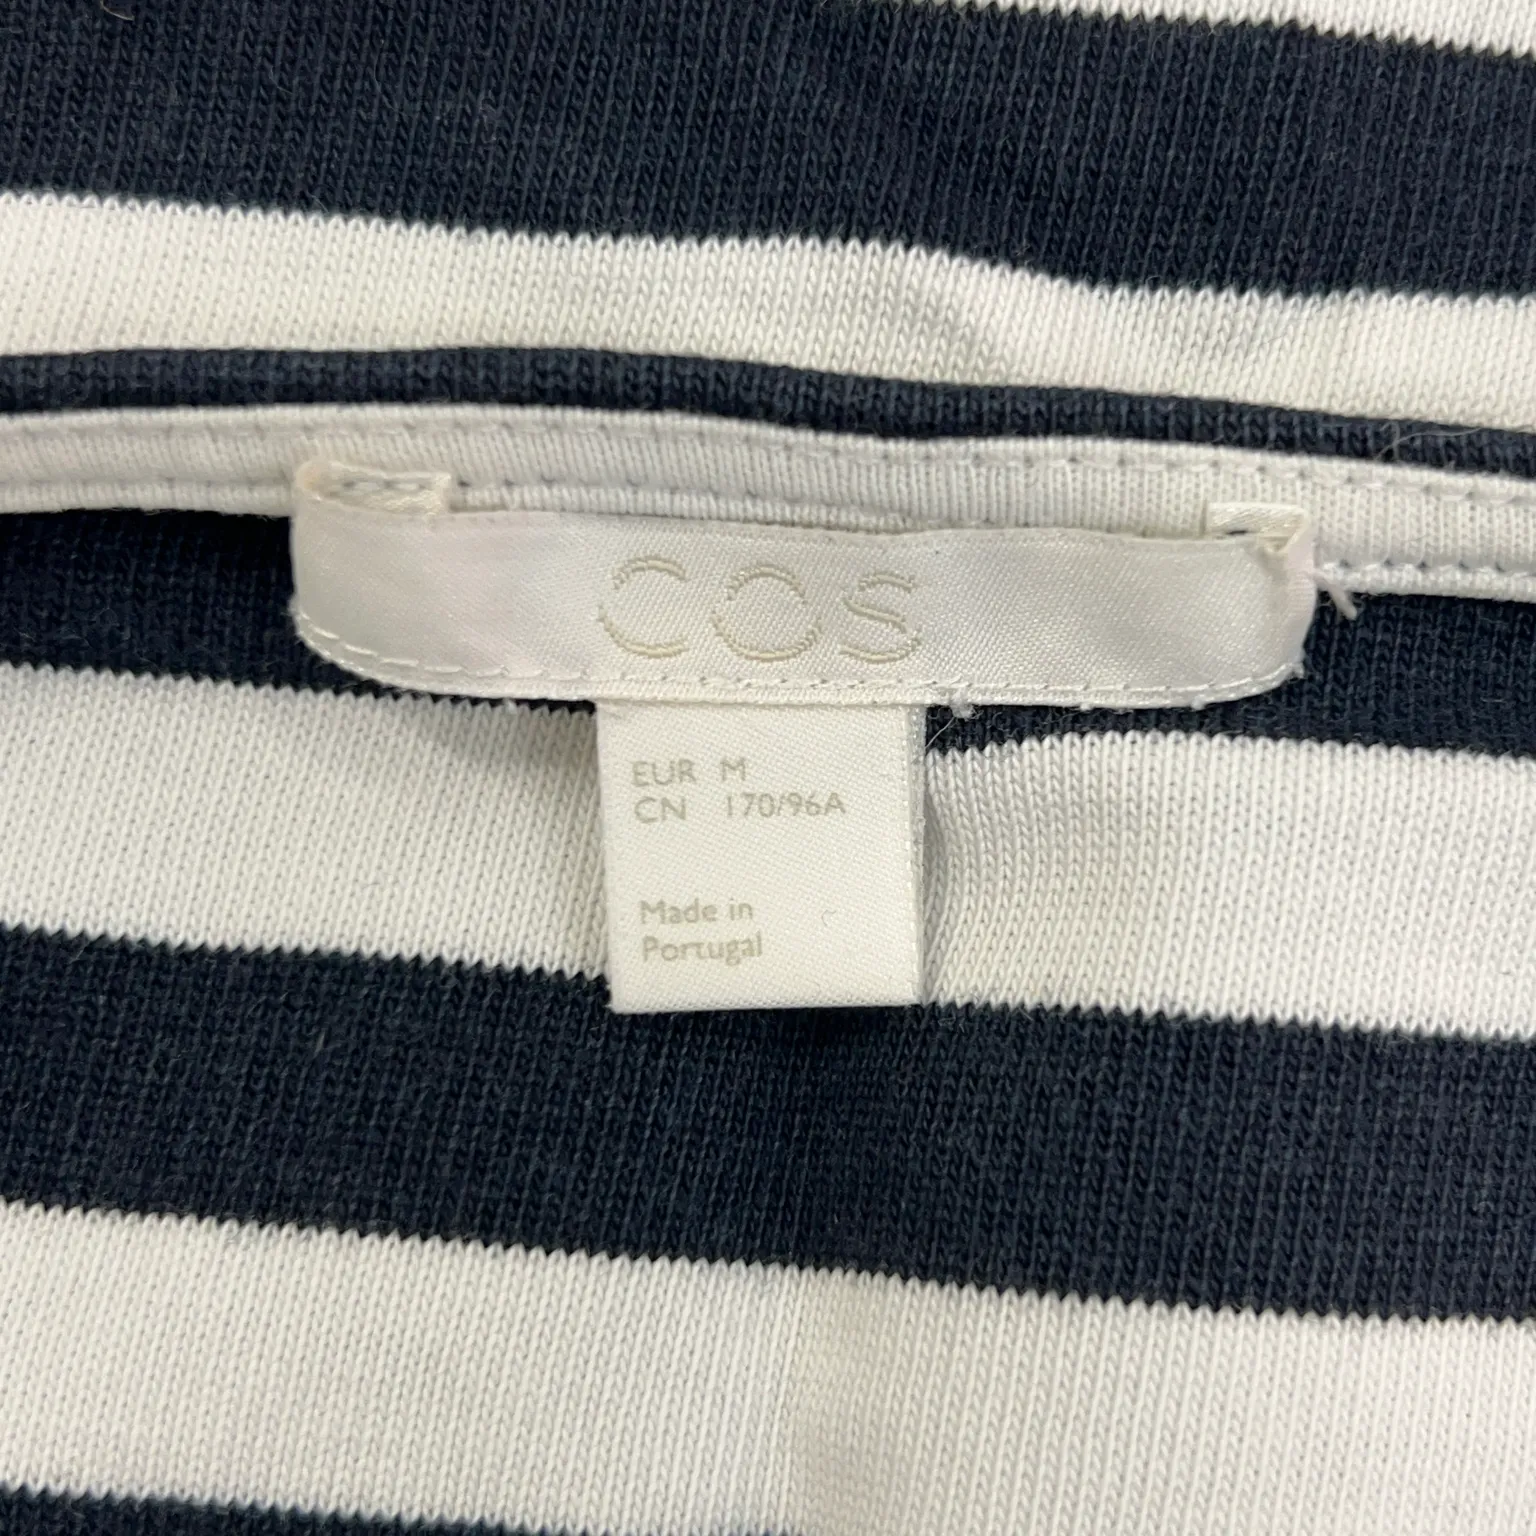 COS
EUR M
CN 170/96A
Made in
Portugal